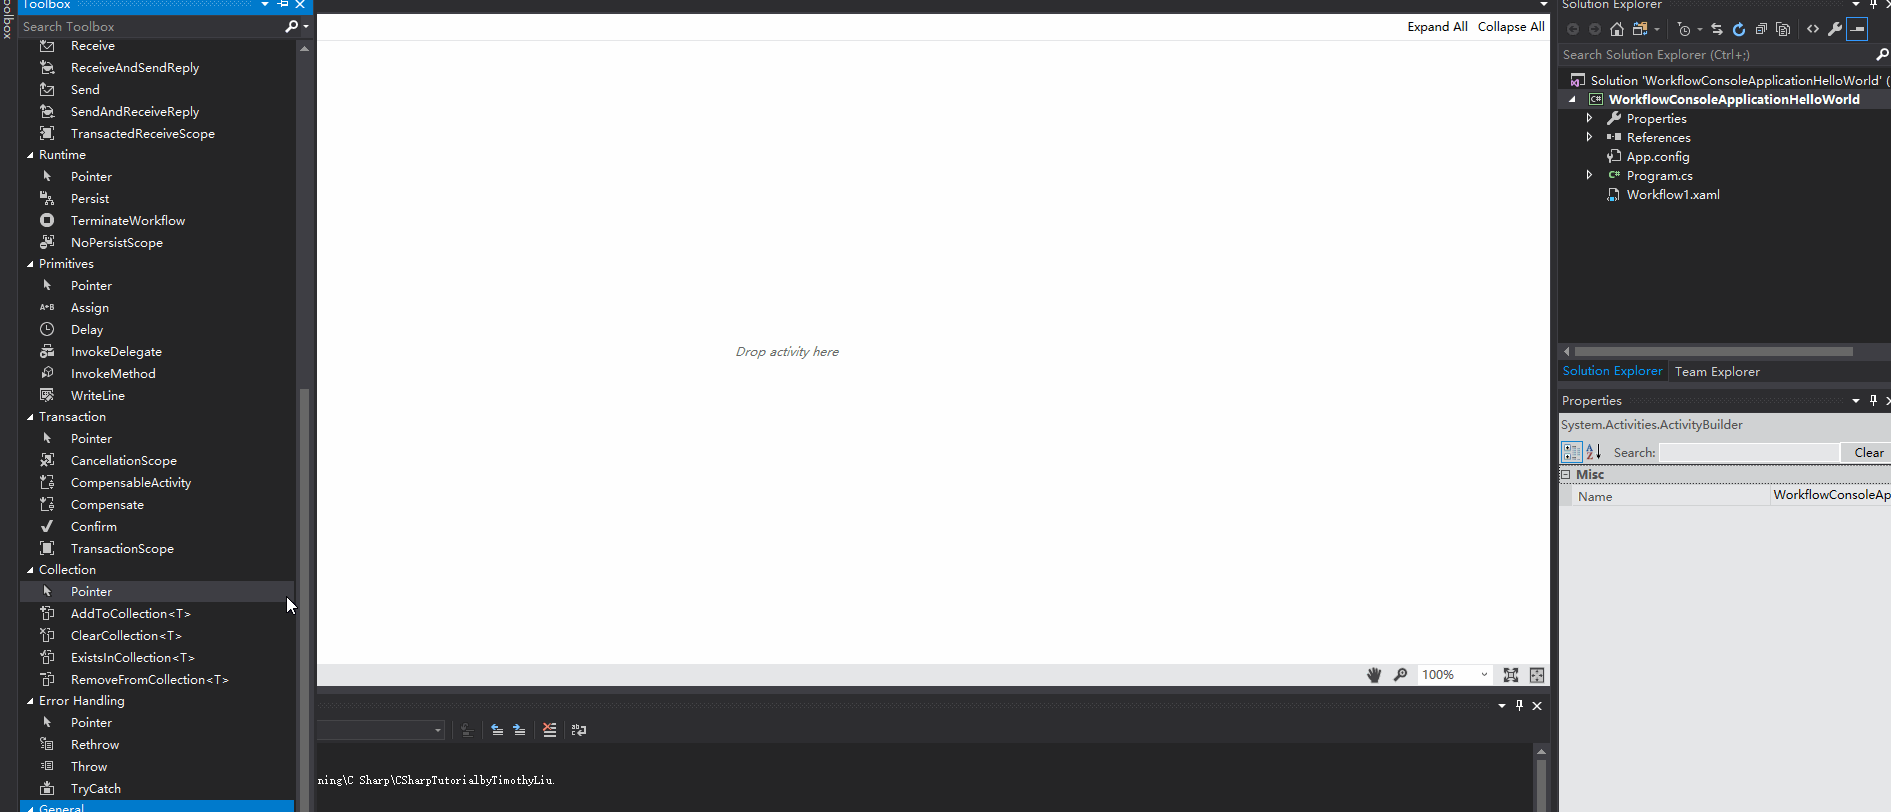 Toolbox
Toolbox
Search Toolbox
Receive
ReceiveAndSendReply
Send
SendAndReceiveReply
TransactedReceiveScope
Runtime
Pointer
Persist
TerminateWorkflow
NoPersistScope
Primitives
Pointer
A+B Assign
Delay
InvokeDelegate
InvokeMethod
WriteLine
Transaction
Pointer
CancellationScope
CompensableActivity
Compensate
Confirm
TransactionScope
Collection
Pointer
AddToCollection<T>
ClearCollection<T>
ExistsInCollection<T>
RemoveFromCollection<T>
Error Handling
Pointer
Rethrow
Throw
TryCatch
General
Expand All Collapse All
Drop activity here
100%
ning\C Sharp\CSharpTutorialbyTimothyLiu.
Solution Explorer
Search Solution Explorer (Ctrl+;)
Solution 'WorkflowConsoleApplicationHelloWorld' (
C# WorkflowConsoleApplicationHelloWorld
Properties
References
App.config
C# Program.cs
Workflow1.xaml
Solution Explorer Team Explorer
Properties
System.Activities.ActivityBuilder
Search: Clear
Misc
Name WorkflowConsoleAp